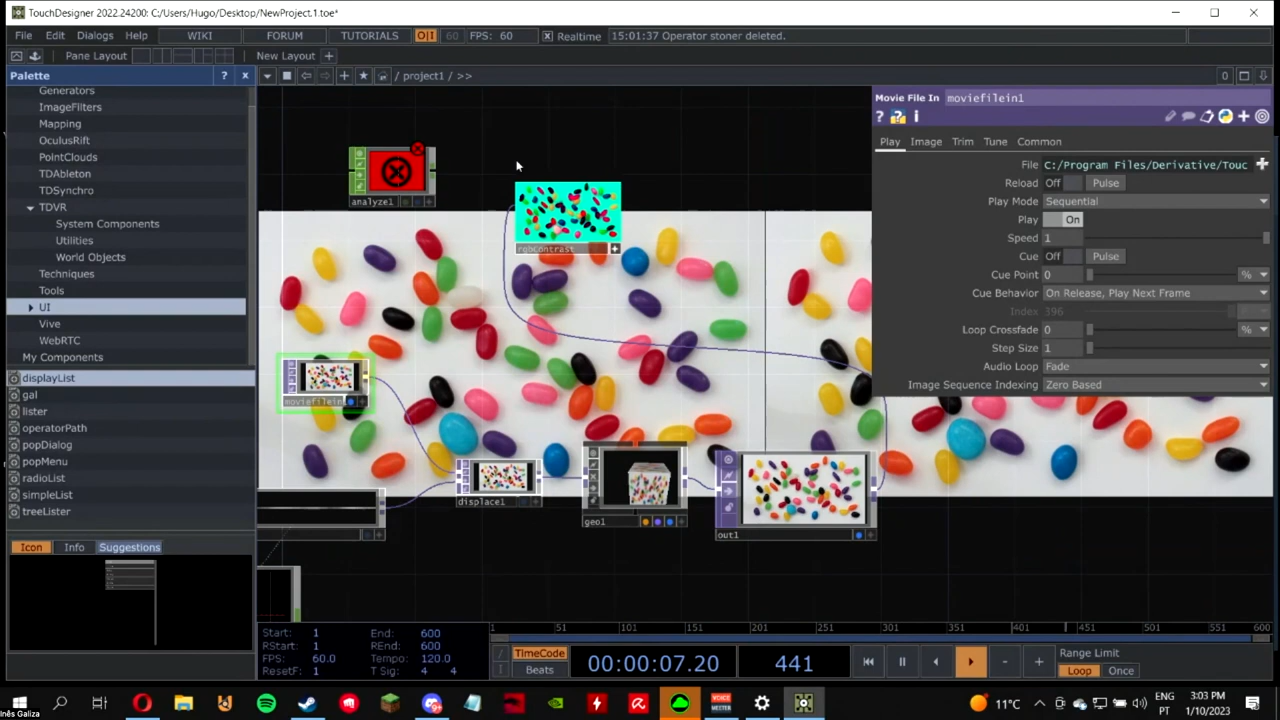 TouchDesigner 2022.24200: C:/Users/Hugo/Desktop/NewProject.1.toe*
File Edit Dialogs Help WIKI FORUM TUTORIALS O|I 60 FPS: 60 Realtime 15:01:37 Operator stoner deleted.
Pane Layout New Layout +
Palette ? x
/ project1 / >> 0
Generators
ImageFilters
Mapping
OculusRift
PointClouds
TDAbleton
TDSynchro
TDVR
System Components
Utilities
World Objects
Techniques
Tools
UI
Vive
WebRTC
My Components
displayList
gal
lister
operatorPath
popDialog
popMenu
radioList
simpleList
treeLister
Icon Info Suggestions
analyze1
rgbContrast
moviefilein1
displace1
geo1
out1
Movie File In moviefilein1
Play Image Trim Tune Common
File C:/Program Files/Derivative/Touc
Reload Off Pulse
Play Mode Sequential
Play On
Speed 1
Cue Off Pulse
Cue Point 0 %
Cue Behavior On Release, Play Next Frame
Index 396
Loop Crossfade 0 %
Step Size 1
Audio Loop Fade
Image Sequence Indexing Zero Based
Start: 1 End: 600
RStart: 1 REnd: 600
FPS: 60.0 Tempo: 120.0
ResetF: 1 T Sig: 4 4
1 51 101 151 201 251 301 351 401 451 501 551 600
TimeCode
Beats
00:00:07.20 441
Range Limit
Loop Once
11°C
ENG
PT
3:03 PM
1/10/2023
Inês Galiza